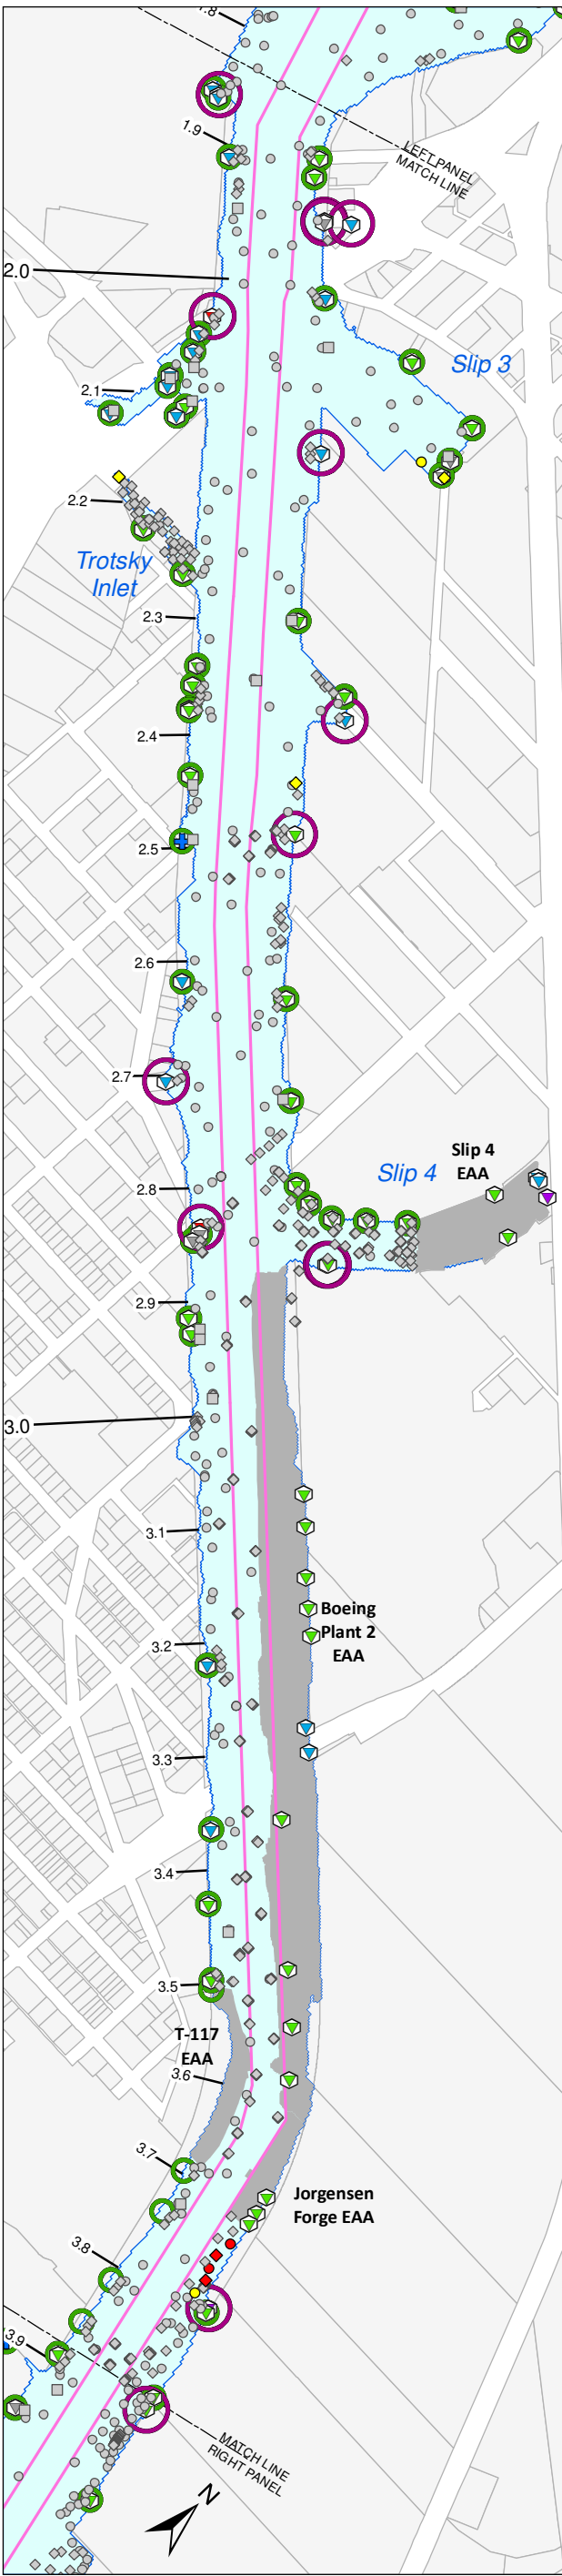 1.8
1.9
LEFT PANEL
MATCH LINE
2.0
Slip 3
2.1
2.2
Trotsky
Inlet
2.3
2.4
2.5
2.6
2.7
Slip 4
EAA
Slip 4
2.8
2.9
3.0
3.1
Boeing
Plant 2
EAA
3.2
3.3
3.4
3.5
T-117
EAA
3.6
3.7
Jorgensen
Forge EAA
3.8
3.9
MATCH LINE
RIGHT PANEL
N